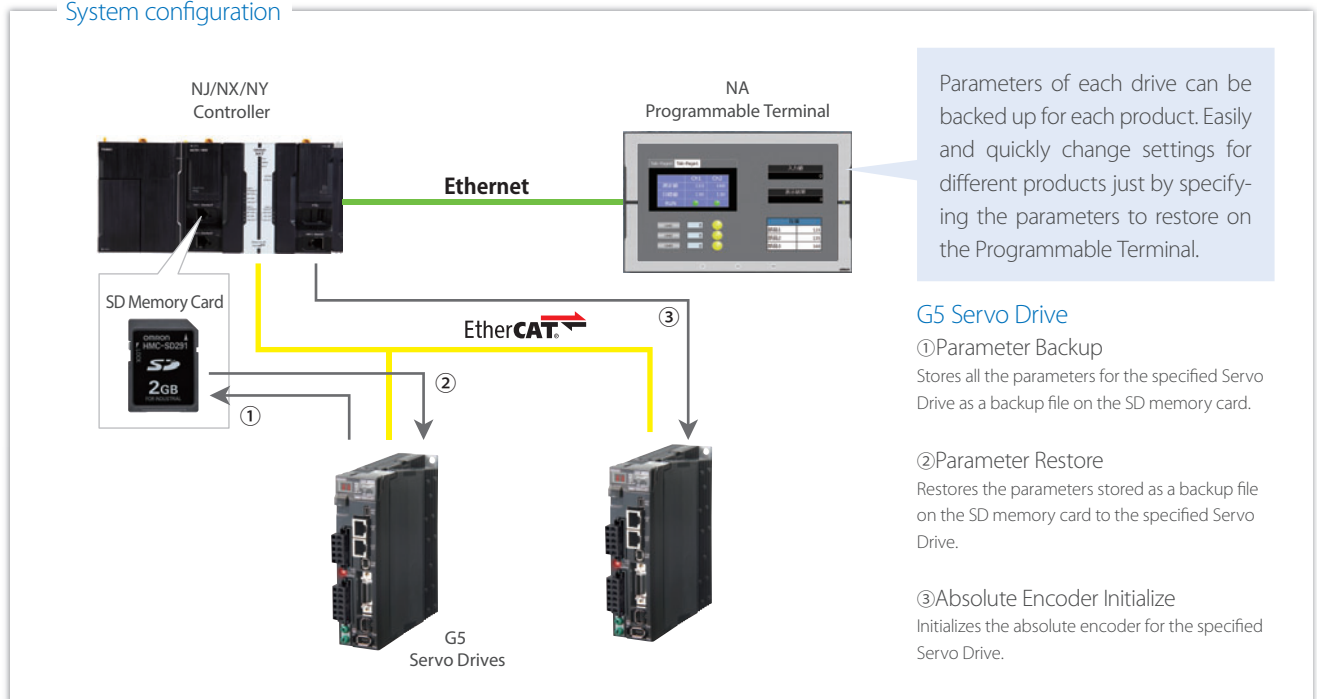 System configuration
NJ/NX/NY
Controller
NA
Programmable Terminal
Ethernet
SD Memory Card
OMRON
HMC-SD291
LOCK
SD
2GB
FOR INDUSTRIAL
①
②
EtherCAT®
③
G5
Servo Drives
Parameters of each drive can be
backed up for each product. Easily
and quickly change settings for
different products just by specify-
ing the parameters to restore on
the Programmable Terminal.
G5 Servo Drive
①Parameter Backup
Stores all the parameters for the specified Servo
Drive as a backup file on the SD memory card.
②Parameter Restore
Restores the parameters stored as a backup file
on the SD memory card to the specified Servo
Drive.
③Absolute Encoder Initialize
Initializes the absolute encoder for the specified
Servo Drive.